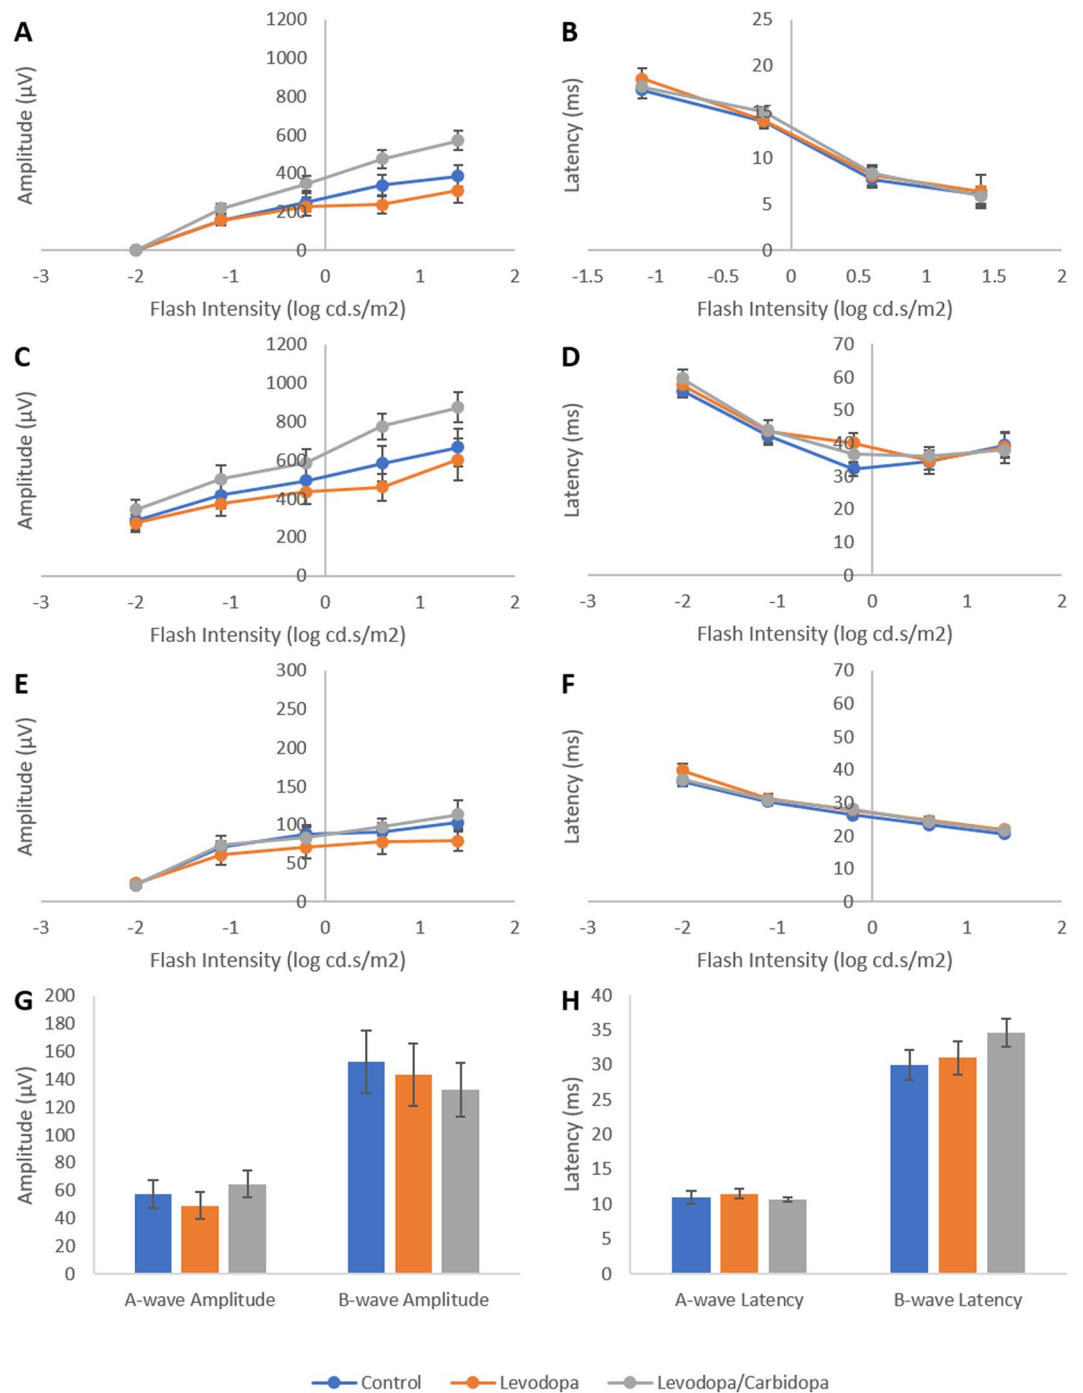 A
Amplitude (µV)
1200
1000
800
600
400
200
0
-3 -2 -1 0 1 2
Flash Intensity (log cd.s/m2)
B
Latency (ms)
25
20
15
10
5
0
-1.5 -1 -0.5 0 0.5 1 1.5 2
Flash Intensity (log cd.s/m2)
C
Amplitude (µV)
1200
1000
800
600
400
200
0
-3 -2 -1 0 1 2
Flash Intensity (log cd.s/m2)
D
Latency (ms)
70
60
50
40
30
20
10
0
-3 -2 -1 0 1 2
Flash Intensity (log cd.s/m2)
E
Amplitude (µV)
300
250
200
150
100
50
0
-3 -2 -1 0 1 2
Flash Intensity (log cd.s/m2)
F
Latency (ms)
70
60
50
40
30
20
10
0
-3 -2 -1 0 1 2
Flash Intensity (log cd.s/m2)
G
Amplitude (µV)
200
180
160
140
120
100
80
60
40
20
0
A-wave Amplitude B-wave Amplitude
H
Latency (ms)
40
35
30
25
20
15
10
5
0
A-wave Latency B-wave Latency
Control Levodopa Levodopa/Carbidopa